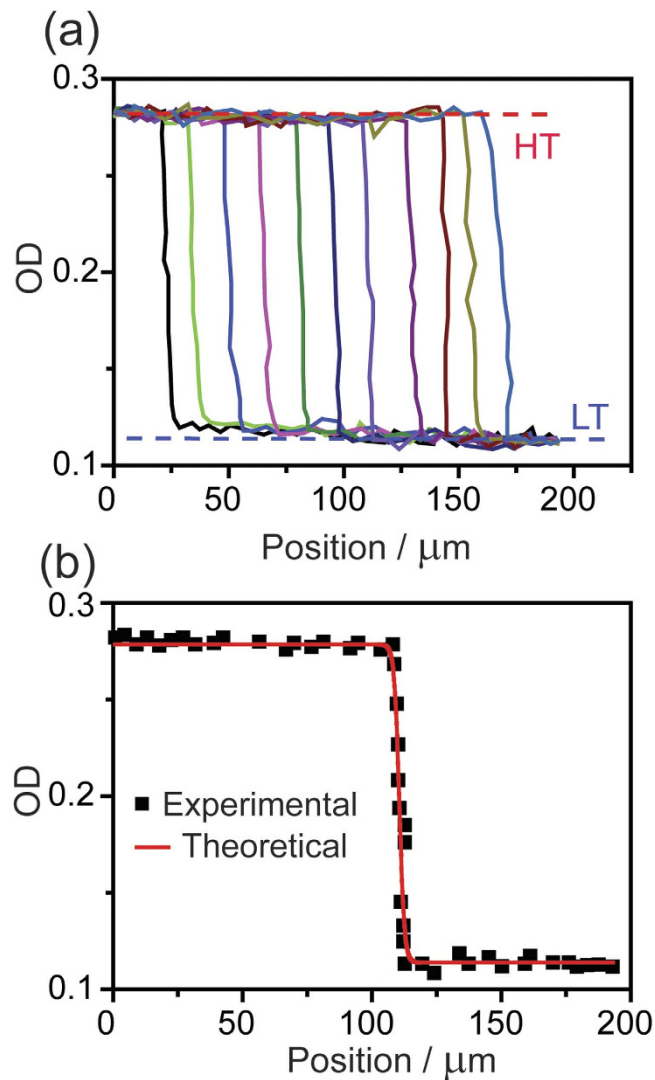 (a)
0.3
HT
OD
0.2
LT
0.1
0 50 100 150 200
Position / μm
(b)
0.3
OD
0.2
Experimental
Theoretical
0.1
0 50 100 150 200
Position / μm